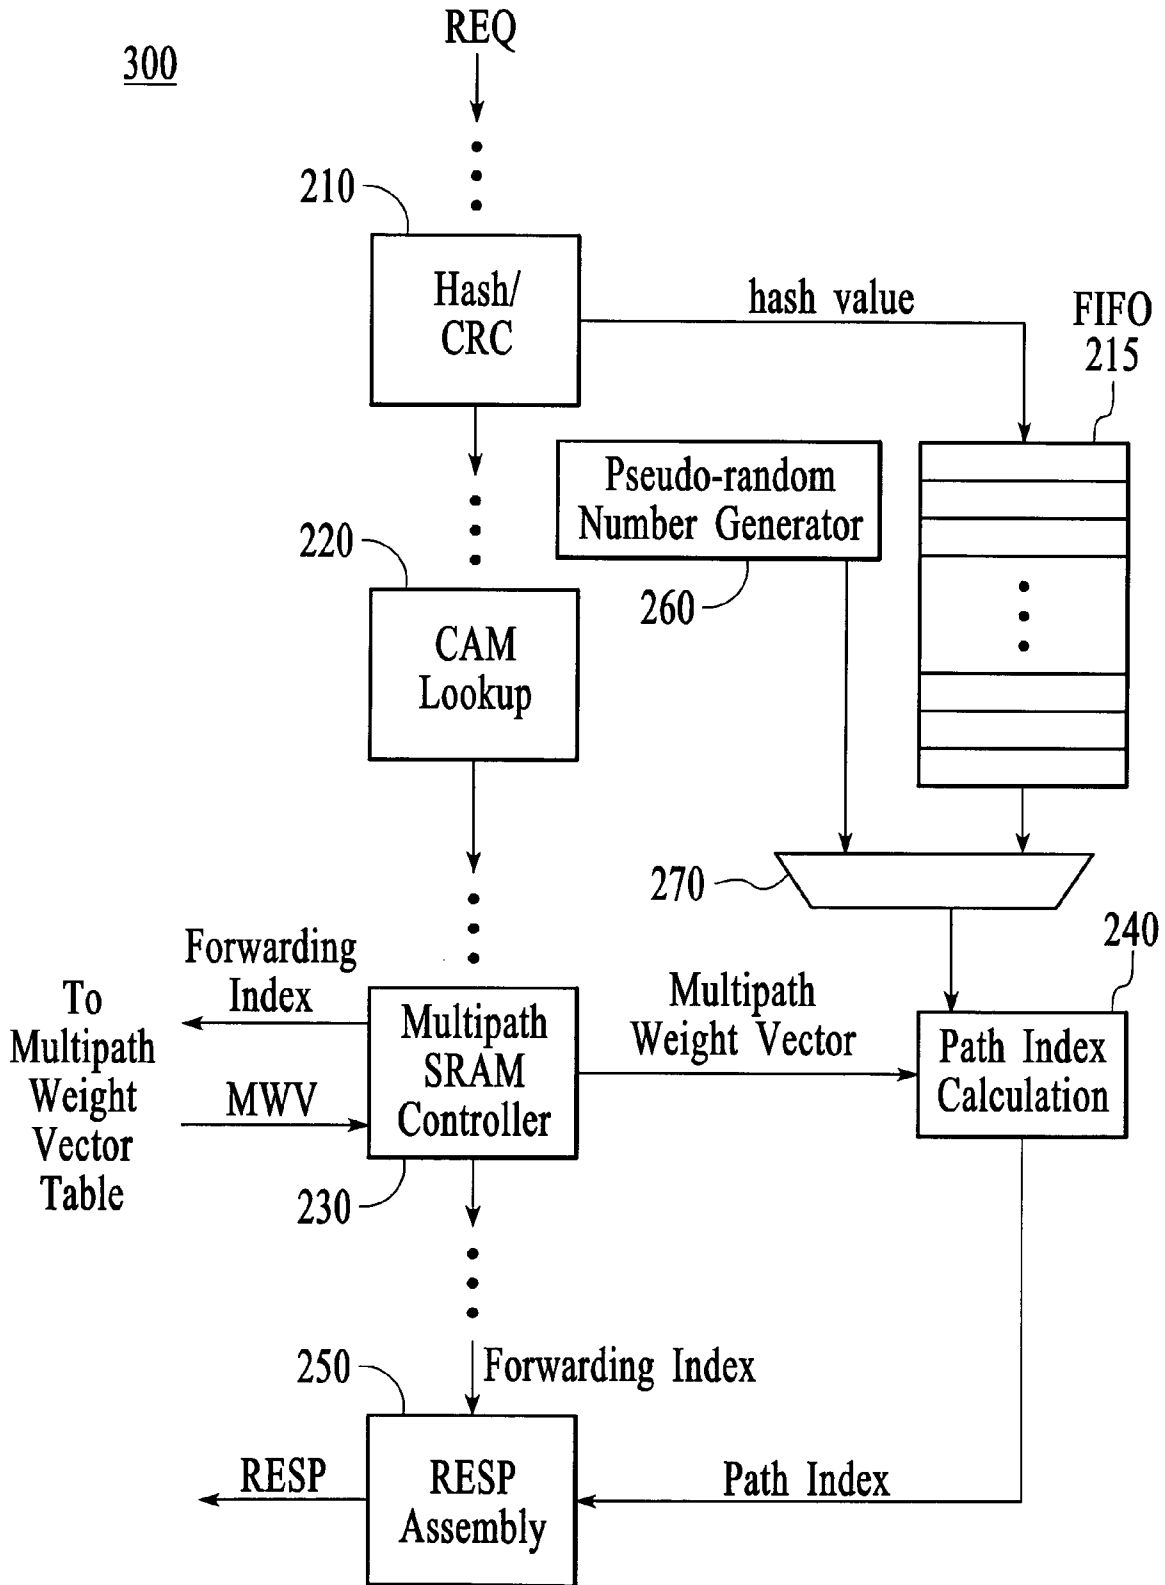 REQ
300
210
Hash/
CRC
hash value
FIFO
215
Pseudo-random
Number Generator
260
220
CAM
Lookup
270
240
Forwarding
Index
To
Multipath
Weight
Vector
Table
MWV
Multipath
SRAM
Controller
230
Multipath
Weight Vector
Path Index
Calculation
250
Forwarding Index
RESP
RESP
Assembly
Path Index